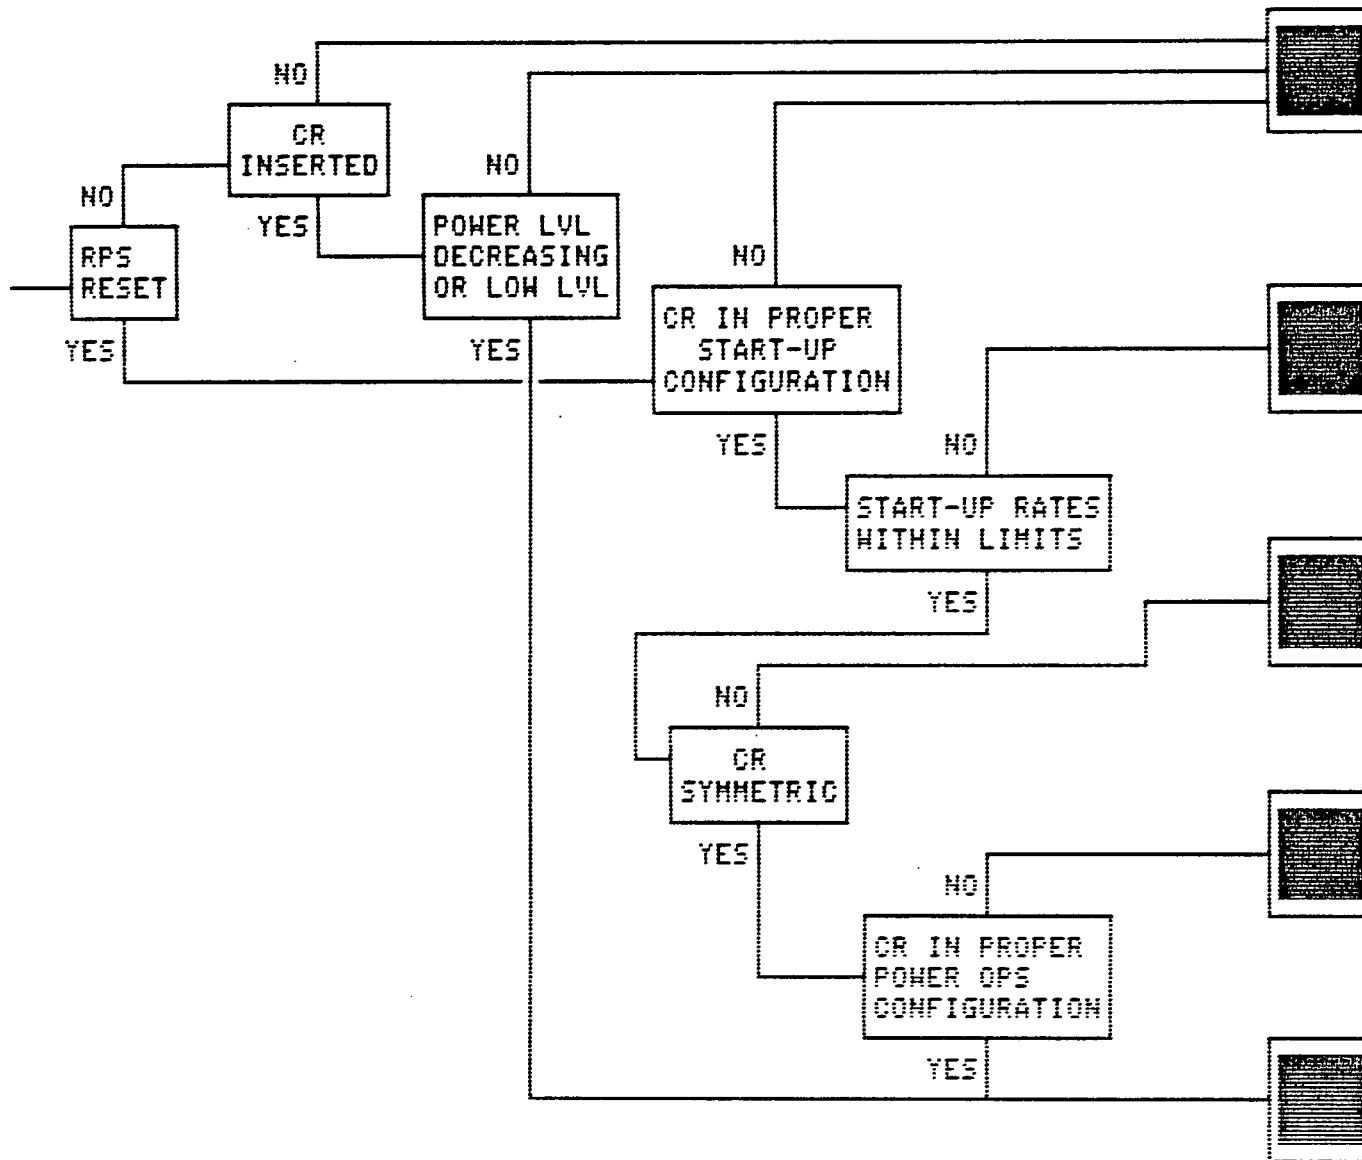 NO
CR
INSERTED
NO
NO
YES
POWER LVL
DECREASING
OR LOW LVL
RPS
RESET
NO
YES
YES
CR IN PROPER
START-UP
CONFIGURATION
YES
NO
START-UP RATES
WITHIN LIMITS
YES
NO
CR
SYMMETRIC
YES
NO
CR IN PROPER
POWER OPS
CONFIGURATION
YES